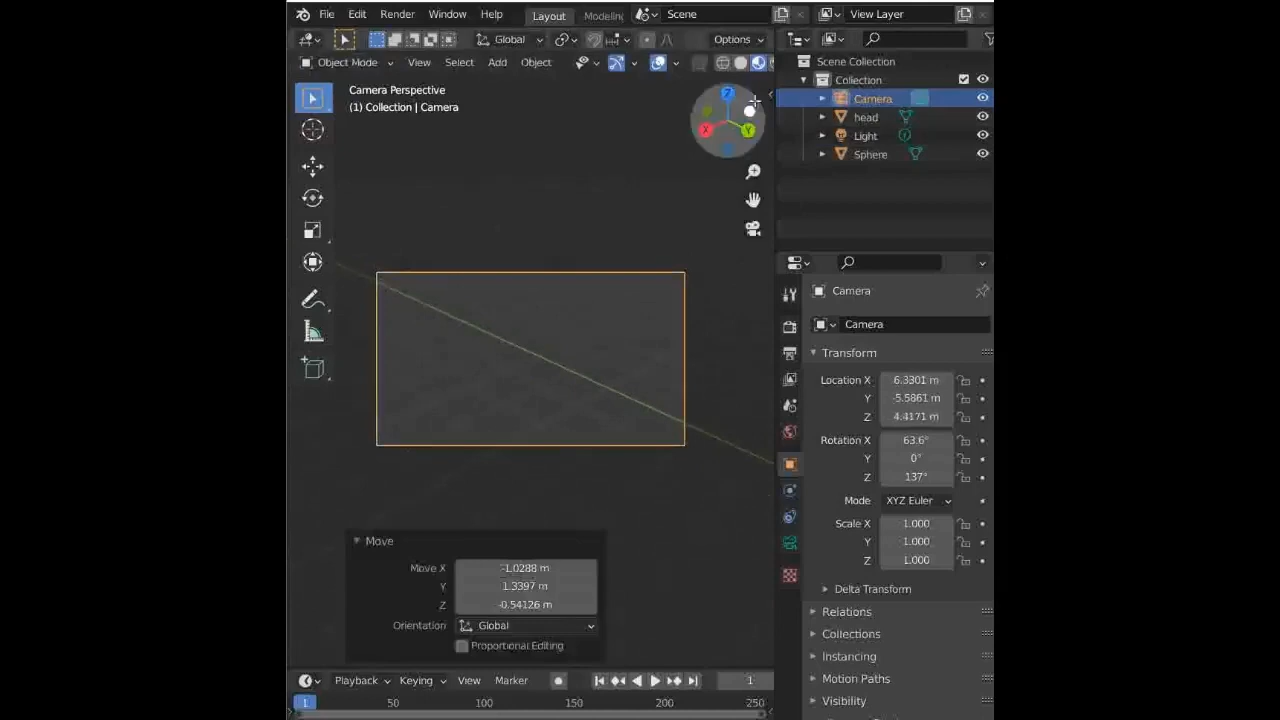 File Edit Render Window Help Layout Modeling Scene View Layer
Global Options
Object Mode View Select Add Object
Camera Perspective
(1) Collection | Camera
Z
X
Y
Scene Collection
Collection
Camera
head
Light
Sphere
Camera
Camera
Transform
Location X 6.3301 m
Y -5.5861 m
Z 4.4171 m
Rotation X 63.6°
Y 0°
Z 137°
Mode XYZ Euler
Scale X 1.000
Y 1.000
Z 1.000
Delta Transform
Relations
Collections
Instancing
Motion Paths
Visibility
Move
Move X -1.0288 m
Y 1.3397 m
Z -0.54126 m
Orientation Global
Proportional Editing
Playback Keying View Marker 1
1 50 100 150 200 250